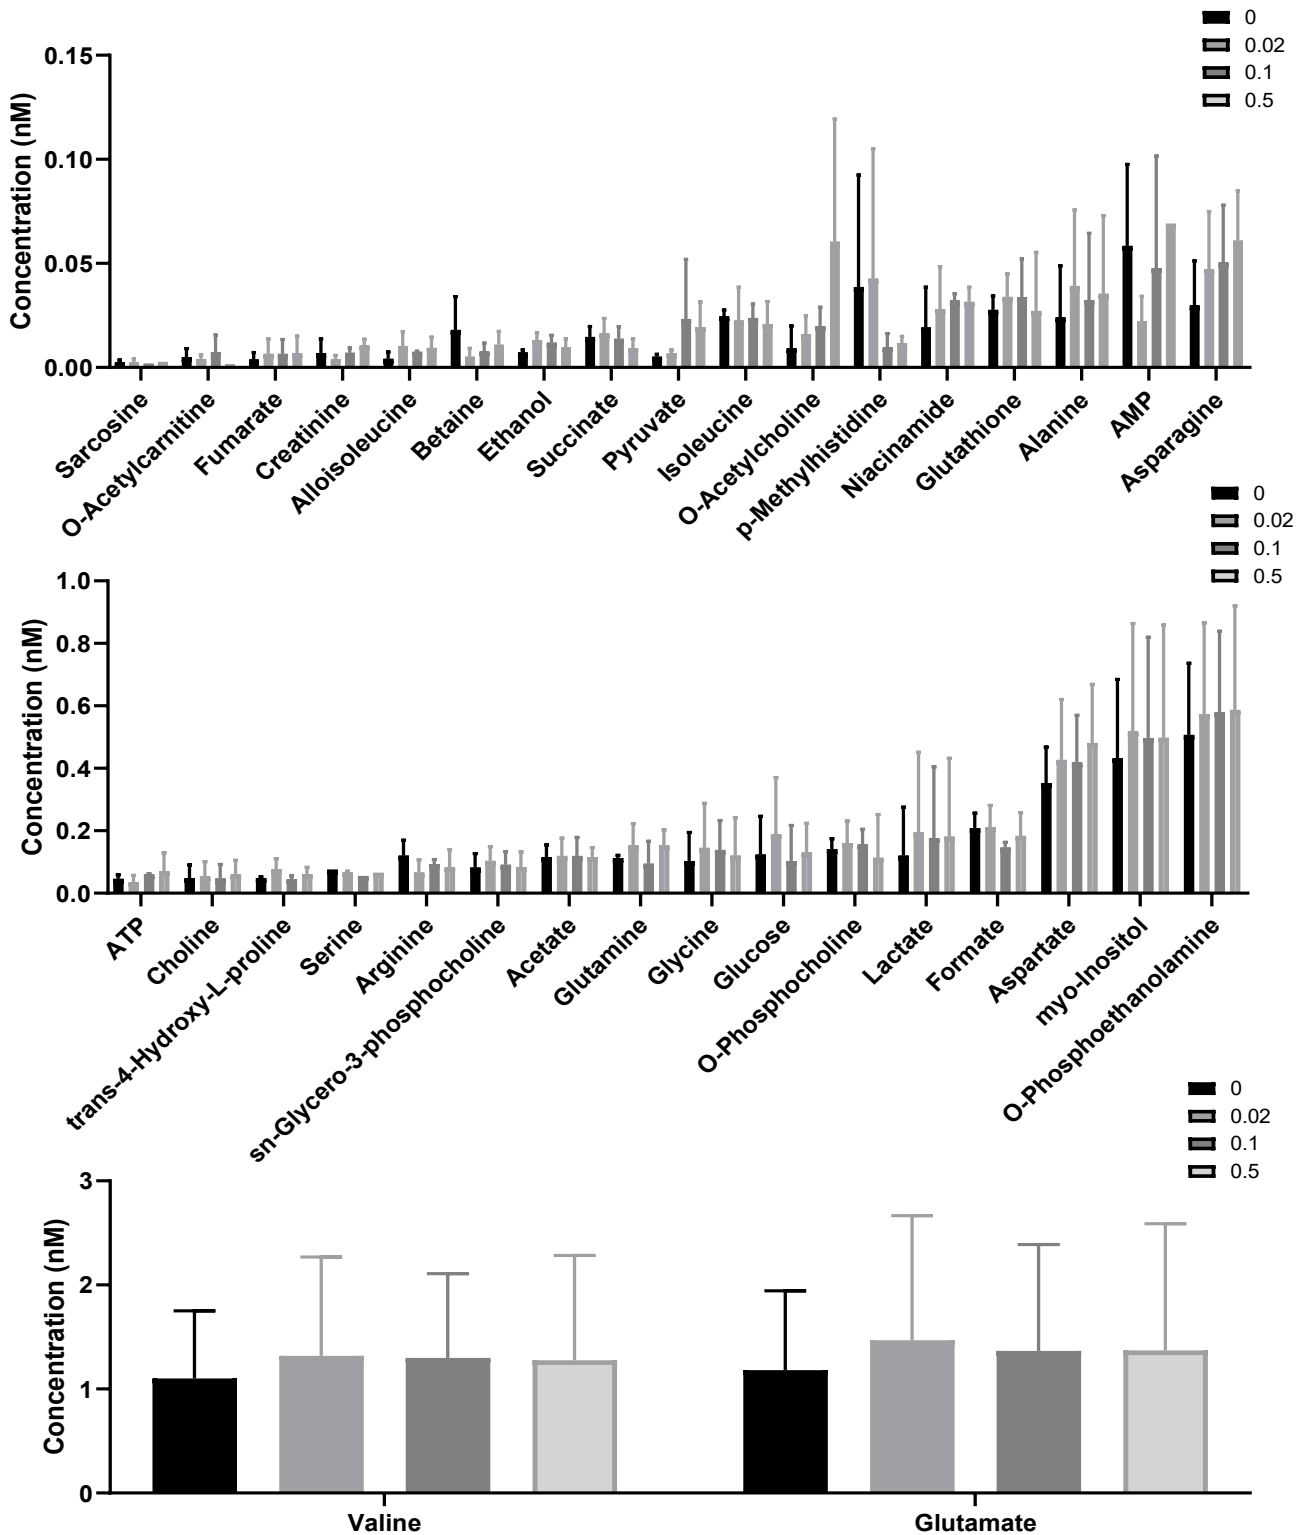 0
0.02
0.1
0.5
0.15
0.10
0.05
0.00
Concentration (nM)
Sarcosine
O-Acetylcarnitine
Fumarate
Creatinine
Alloisoleucine
Betaine
Ethanol
Succinate
Pyruvate
Isoleucine
O-Acetylcholine
p-Methylhistidine
Niacinamide
Glutathione
Alanine
AMP
Asparagine
0
0.02
0.1
0.5
1.0
0.8
0.6
0.4
0.2
0.0
Concentration (nM)
ATP
Choline
trans-4-Hydroxy-L-proline
Serine
Arginine
sn-Glycero-3-phosphocholine
Acetate
Glutamine
Glycine
Glucose
O-Phosphocholine
Lactate
Formate
Aspartate
myo-Inositol
O-Phosphoethanolamine
0
0.02
0.1
0.5
3
2
1
0
Concentration (nM)
Valine
Glutamate